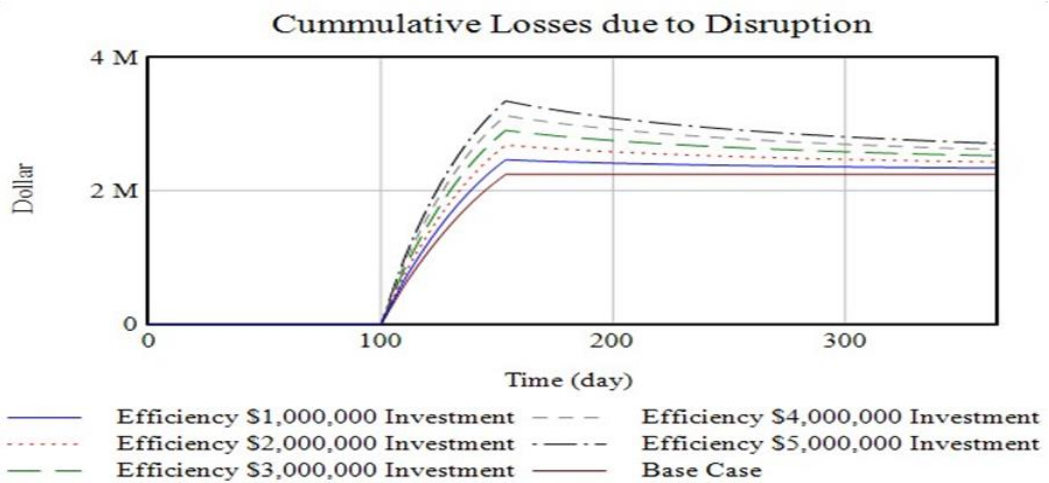 Cummulative Losses due to Disruption
4 M
2 M
0
Dollar
0 100 200 300
Time (day)
Efficiency $1,000,000 Investment
Efficiency $2,000,000 Investment
Efficiency $3,000,000 Investment
Efficiency $4,000,000 Investment
Efficiency $5,000,000 Investment
Base Case